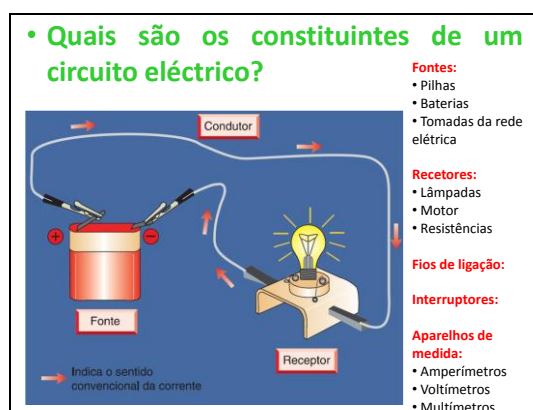 • Quais são os constituintes de um
circuito eléctrico?
Condutor
+
−
Fonte
Receptor
Indica o sentido
convencional da corrente
Fontes:
• Pilhas
• Baterias
• Tomadas da rede
elétrica
Recetores:
• Lâmpadas
• Motor
• Resistências
Fios de ligação:
Interruptores:
Aparelhos de
medida:
• Amperímetros
• Voltímetros
• Multímetros